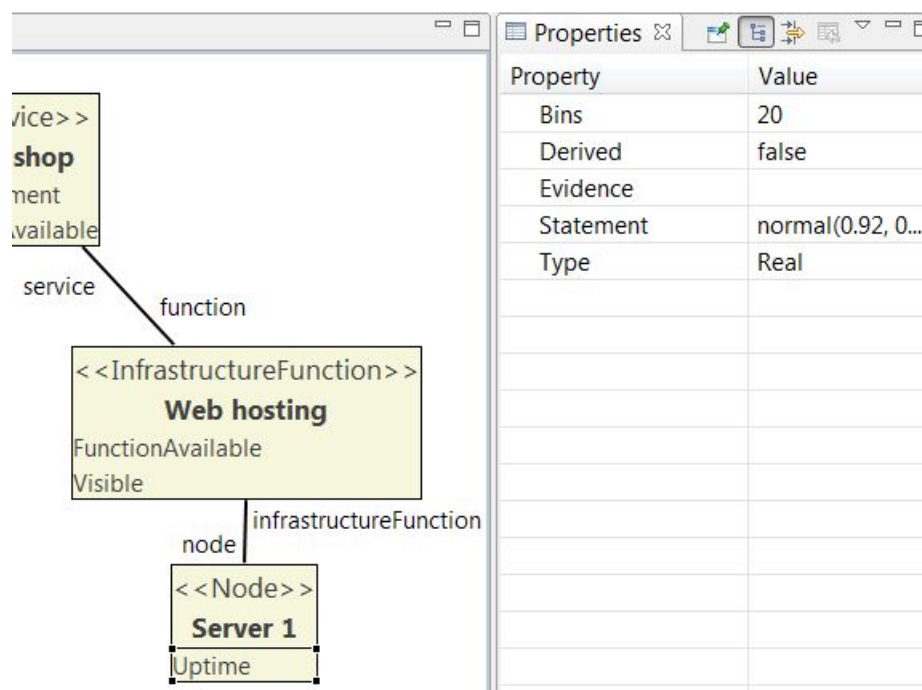 vice>>
shop
ment
Available
service
function
<<InfrastructureFunction>>
Web hosting
FunctionAvailable
Visible
infrastructureFunction
node
<<Node>>
Server 1
Uptime
Properties
Property Value
Bins 20
Derived false
Evidence
Statement normal(0.92, 0...
Type Real